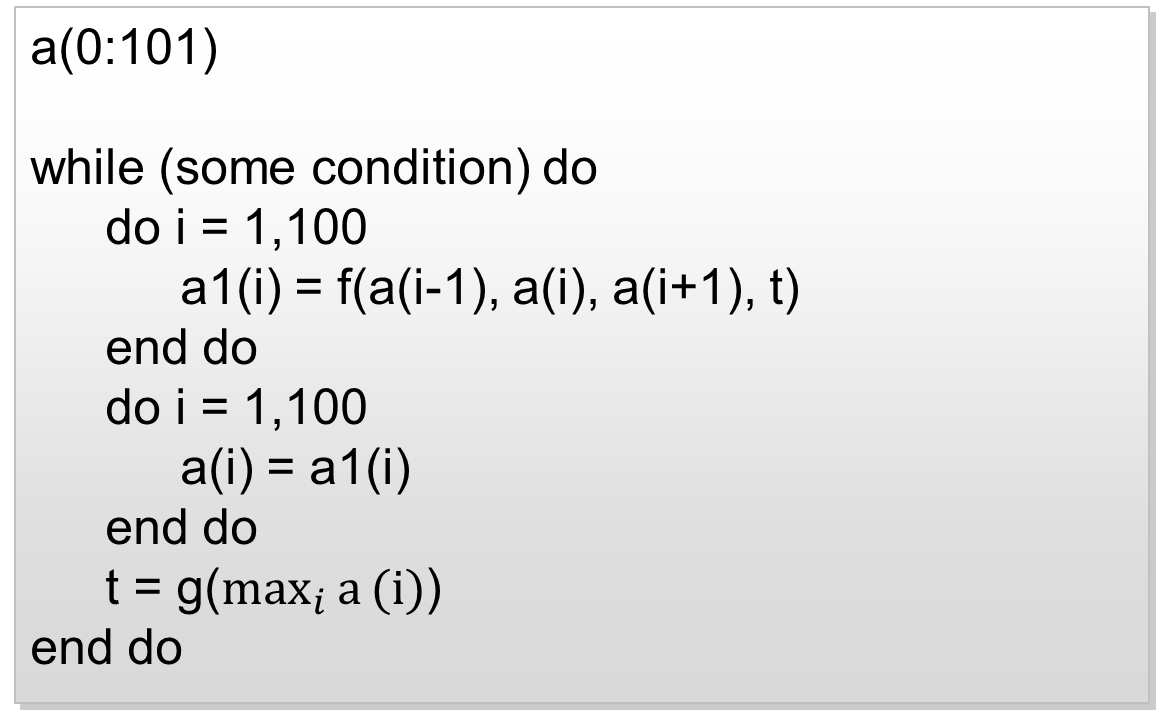 a(0:101)
while (some condition) do
do i = 1,100
a1(i) = f(a(i-1), a(i), a(i+1), t)
end do
do i = 1,100
a(i) = a1(i)
end do
t = g(maxᵢ a (i))
end do